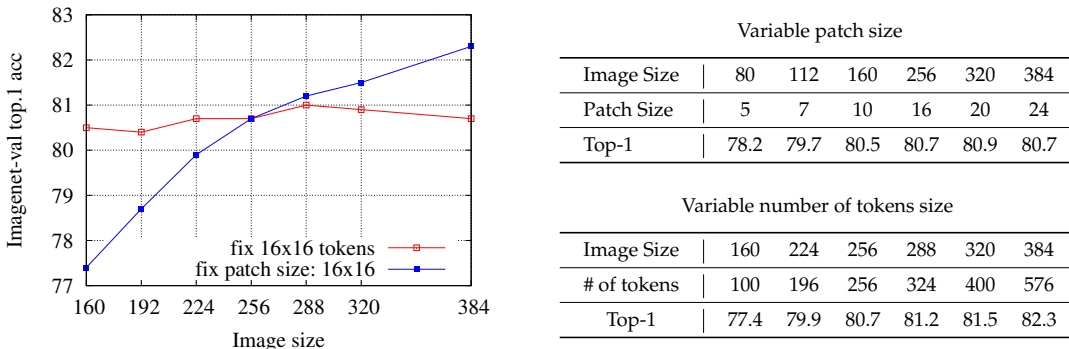 83
82
81
80
79
78
77
Imagenet-val top.1 acc
fix 16x16 tokens
fix patch size: 16x16
160 192 224 256 288 320 384
Image size
Variable patch size
Image Size 80 112 160 256 320 384
Patch Size 5 7 10 16 20 24
Top-1 78.2 79.7 80.5 80.7 80.9 80.7
Variable number of tokens size
Image Size 160 224 256 288 320 384
# of tokens 100 196 256 324 400 576
Top-1 77.4 79.9 80.7 81.2 81.5 82.3